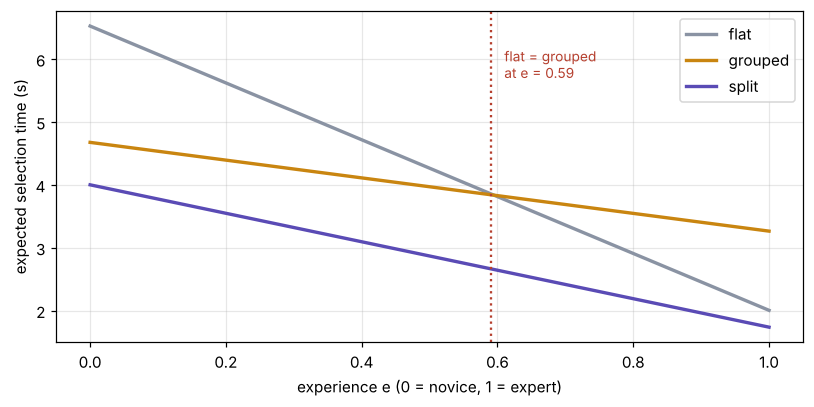 flat = grouped
at e = 0.59
flat
grouped
split
expected selection time (s)
6
5
4
3
2
0.0 0.2 0.4 0.6 0.8 1.0
experience e (0 = novice, 1 = expert)